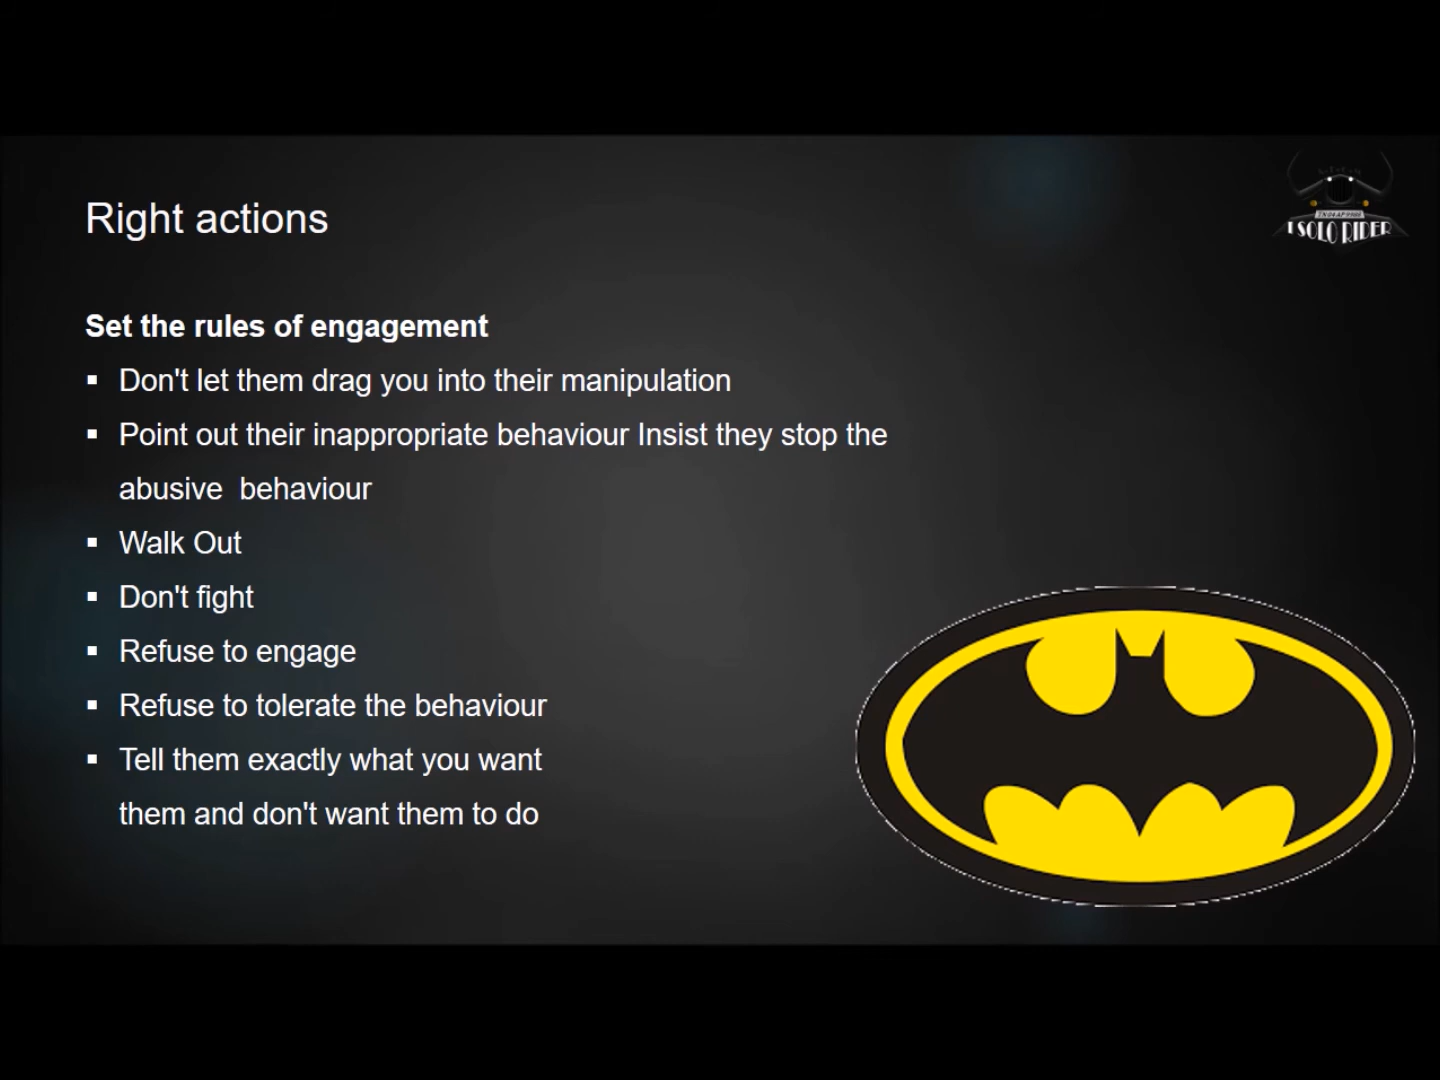 Right actions
I SOLO RIDER
Set the rules of engagement
▪ Don't let them drag you into their manipulation
▪ Point out their inappropriate behaviour Insist they stop the
abusive  behaviour
▪ Walk Out
▪ Don't fight
▪ Refuse to engage
▪ Refuse to tolerate the behaviour
▪ Tell them exactly what you want
them and don't want them to do